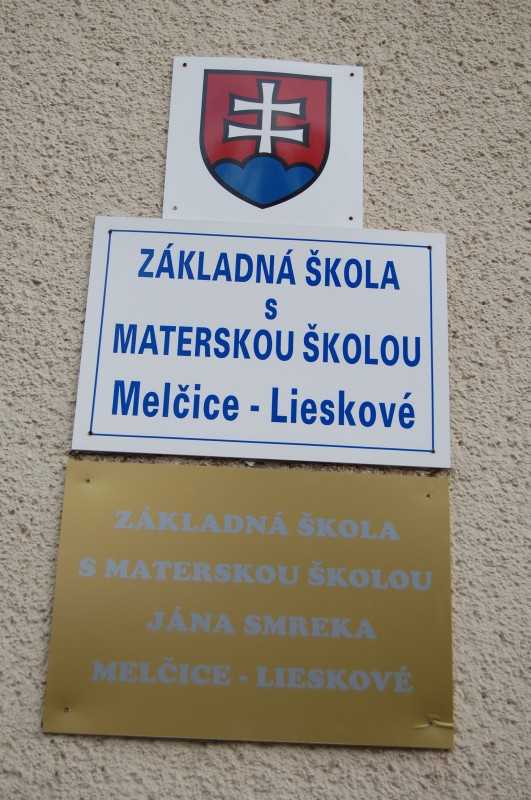 ZÁKLADNÁ ŠKOLA
s
MATERSKOU ŠKOLOU
Melčice - Lieskové
ZÁKLADNÁ ŠKOLA
S MATERSKOU ŠKOLOU
JÁNA SMREKA
MELČICE - LIESKOVÉ